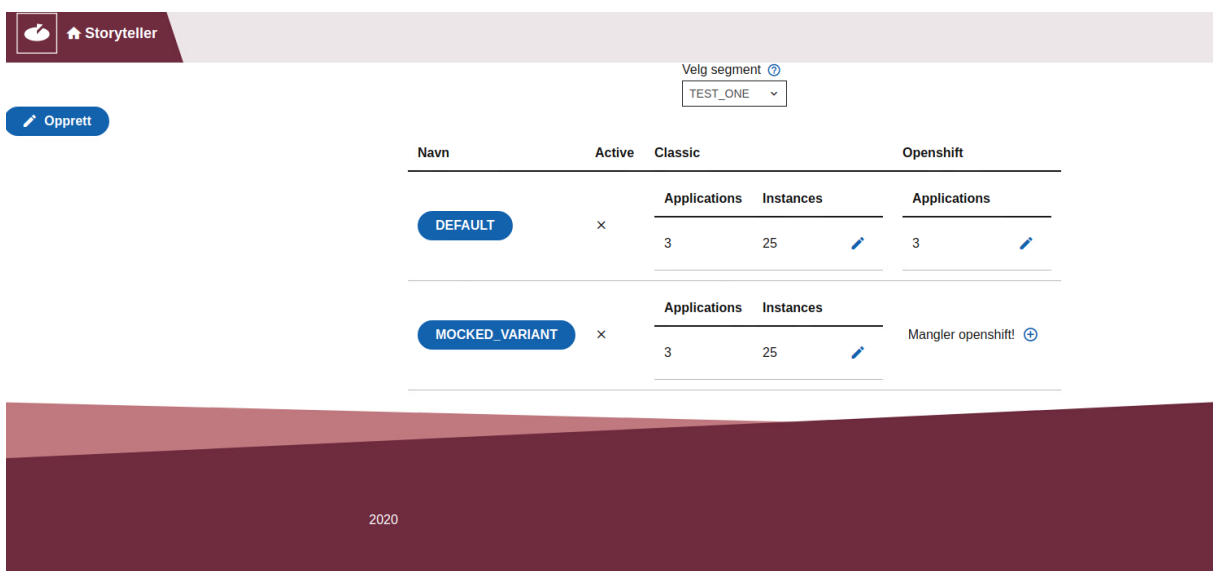 Storyteller
Velg segment
TEST_ONE
Opprett
Navn Active Classic Openshift
Applications Instances Applications
DEFAULT
3 25 3
Applications Instances
MOCKED_VARIANT Mangler openshift!
3 25
2020